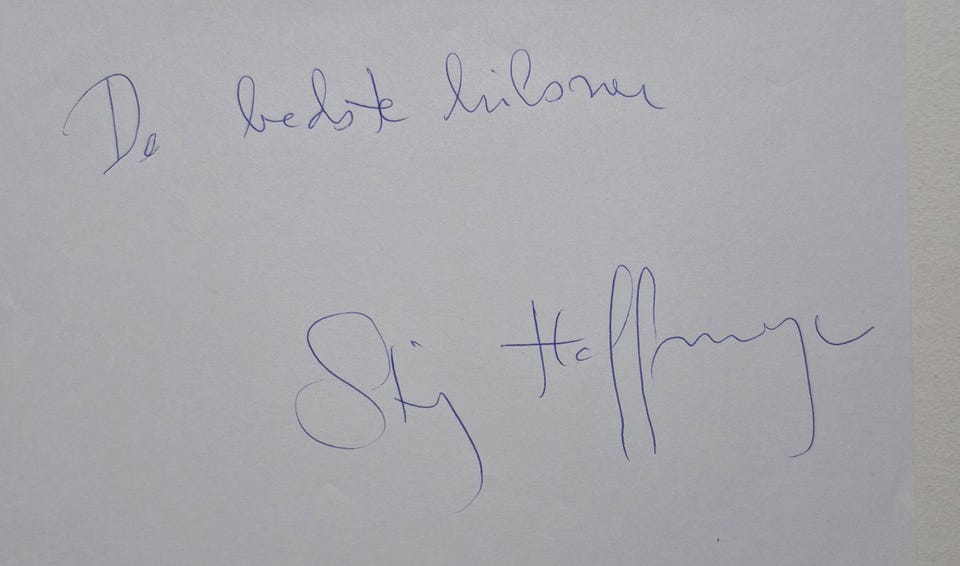 De bedste hilsner
Stig Hoffmeyer